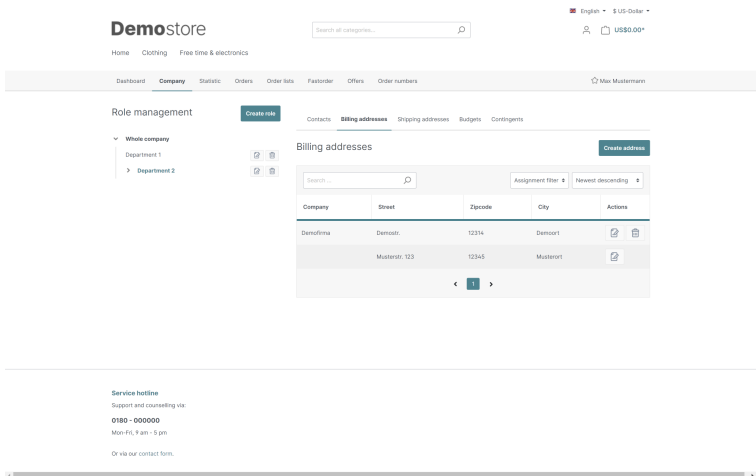 English $ US-Dollar
Demostore
Search all categories...
US$0.00*
Home Clothing Free time & electronics
Dashboard Company Statistic Orders Order lists Fastorder Offers Order numbers Max Mustermann
Role management Create role
Whole company
Department 1
Department 2
Contacts Billing addresses Shipping addresses Budgets Contingents
Billing addresses Create address
Search ... Assignment filter Newest descending
Company Street Zipcode City Actions
Demofirma Demostr. 12314 Demoort
Musterstr. 123 12345 Musterort
1
Service hotline
Support and counselling via:
0180 - 000000
Mon-Fri, 9 am - 5 pm
Or via our contact form.